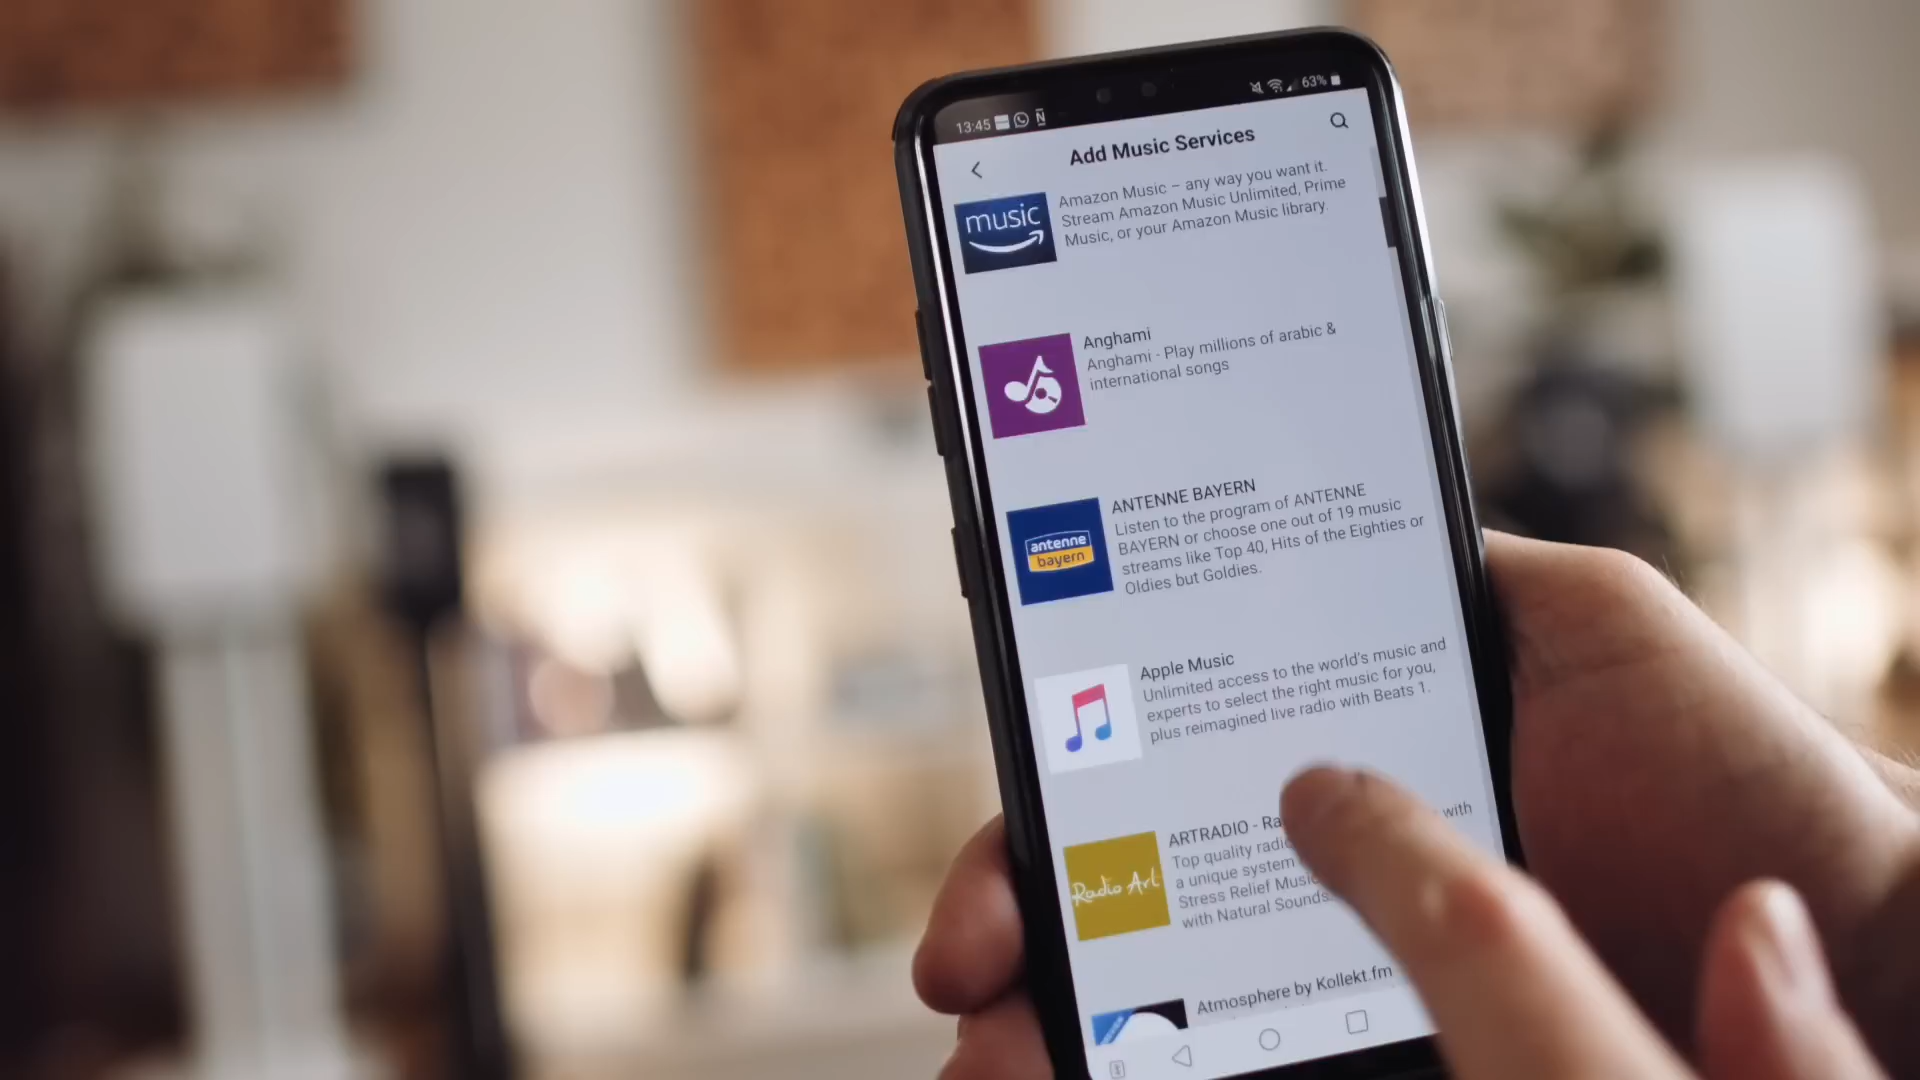 13:45
63%
Add Music Services
music
Amazon Music – any way you want it.
Stream Amazon Music Unlimited, Prime
Music, or your Amazon Music library.
Anghami
Anghami - Play millions of arabic &
international songs
ANTENNE BAYERN
Listen to the program of ANTENNE
BAYERN or choose one out of 19 music
streams like Top 40, Hits of the Eighties or
Oldies but Goldies.
antenne
bayern
Apple Music
Unlimited access to the world's music and
experts to select the right music for you,
plus reimagined live radio with Beats 1.
ARTRADIO - Ra
Top quality radio with
a unique system
Stress Relief Music
with Natural Sounds.
Radio Art
Atmosphere by Kollekt.fm